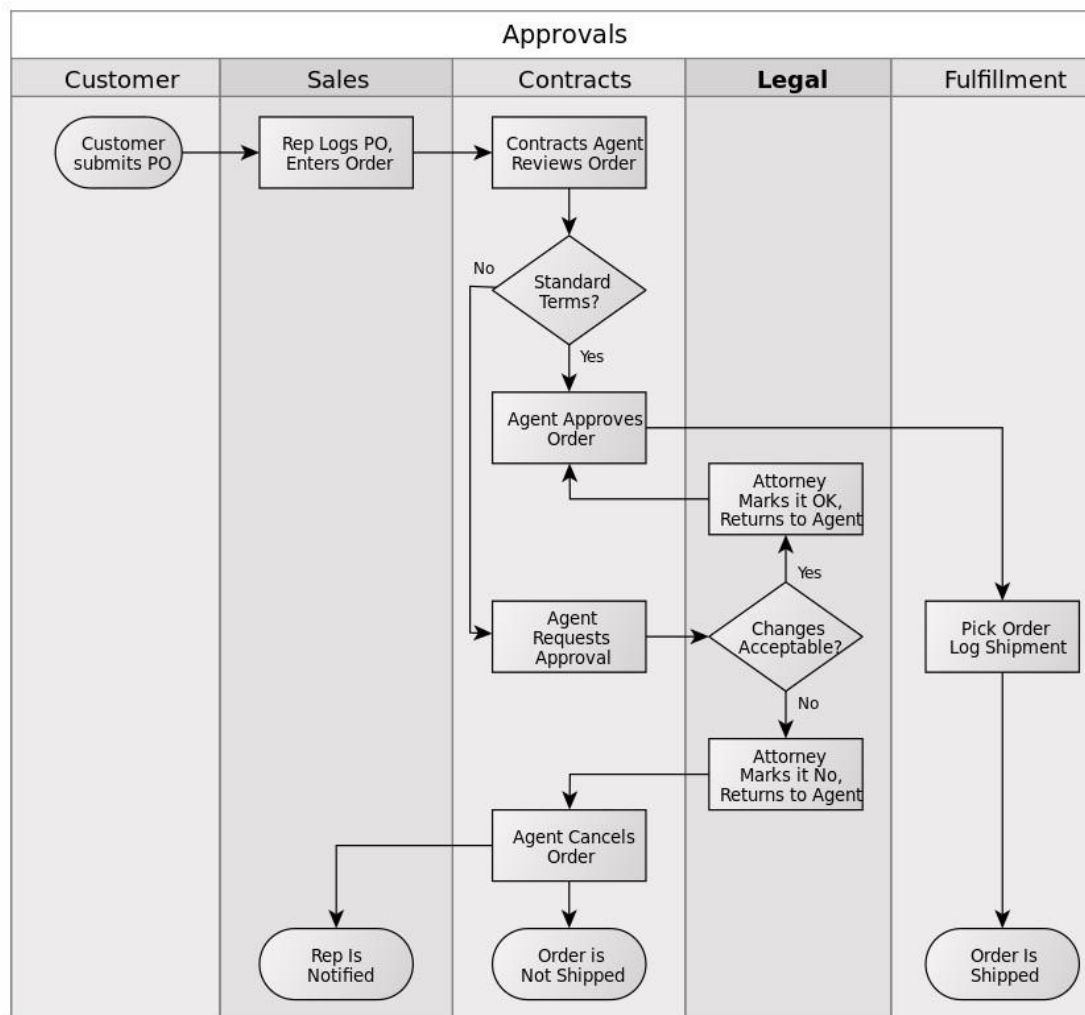 Approvals
Customer
Sales
Contracts
Legal
Fulfillment
Customer
submits PO
Rep Logs PO,
Enters Order
Contracts Agent
Reviews Order
No
Standard
Terms?
Yes
Agent Approves
Order
Attorney
Marks it OK,
Returns to Agent
Yes
Agent
Requests
Approval
Changes
Acceptable?
Pick Order
Log Shipment
No
Attorney
Marks it No,
Returns to Agent
Agent Cancels
Order
Rep Is
Notified
Order is
Not Shipped
Order Is
Shipped